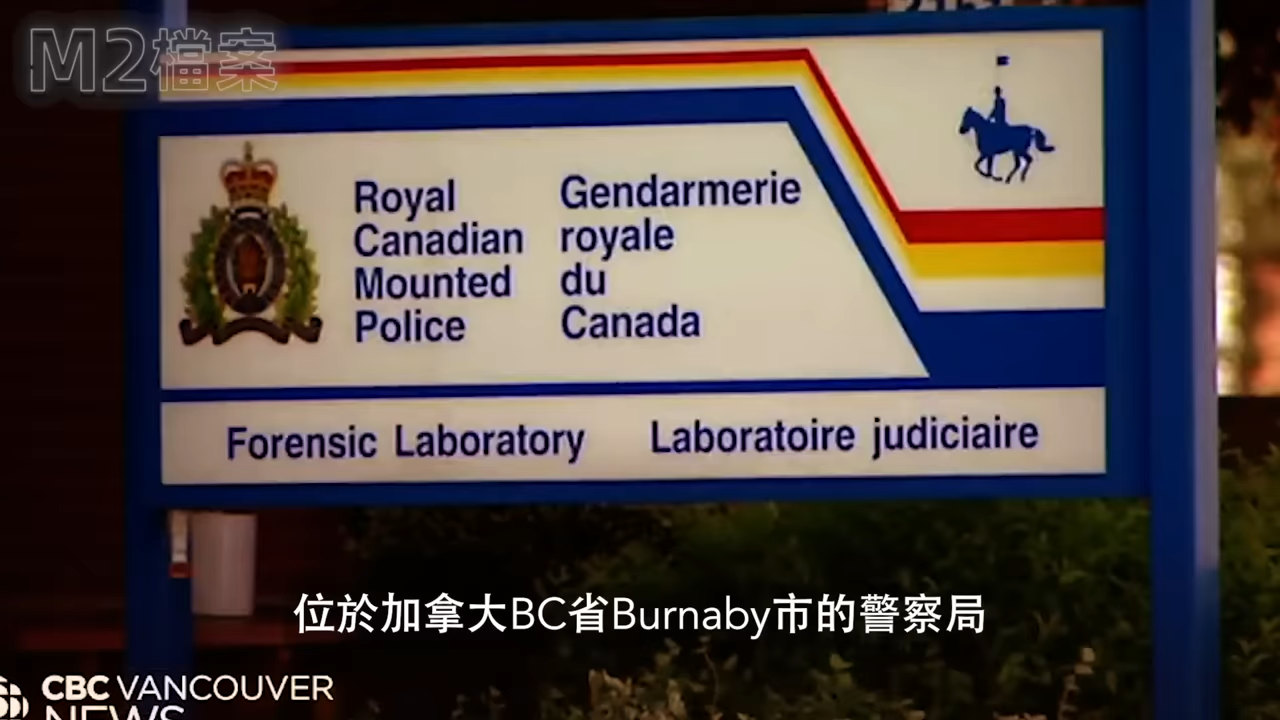 M2檔案
Royal
Canadian
Mounted
Police
Gendarmerie
royale
du
Canada
Forensic Laboratory
Laboratoire judiciaire
位於加拿大BC省Burnaby市的警察局
CBC VANCOUVER
NEWS